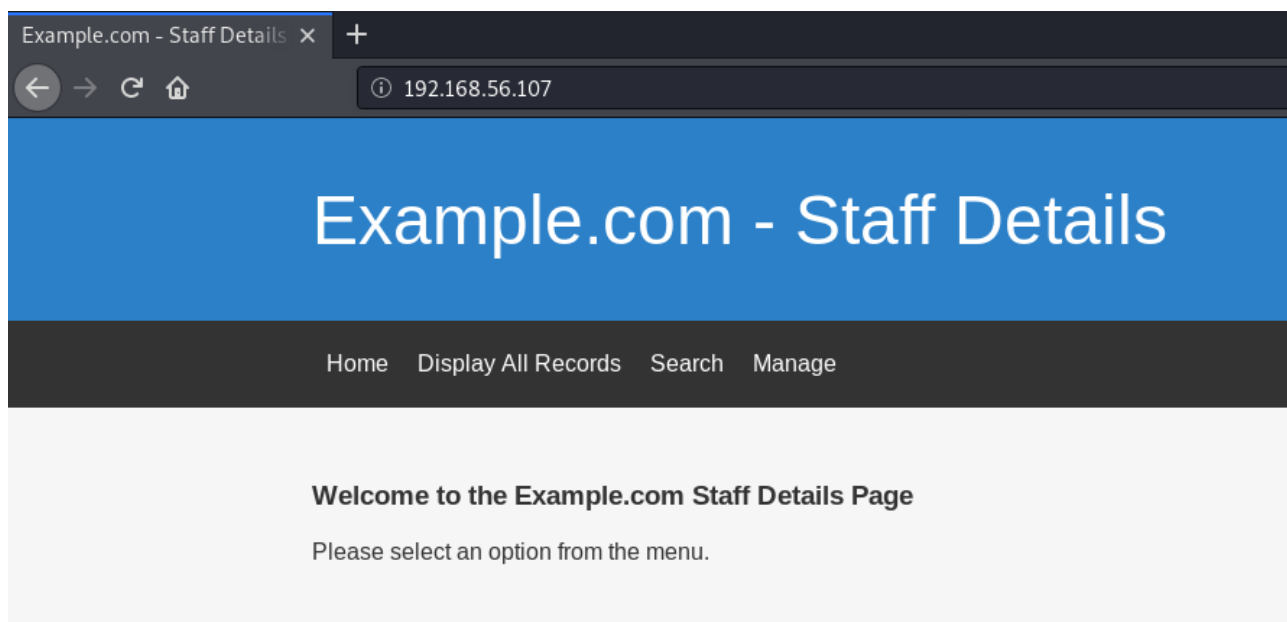 Example.com - Staff Details
192.168.56.107
Example.com - Staff Details
Home Display All Records Search Manage
Welcome to the Example.com Staff Details Page
Please select an option from the menu.